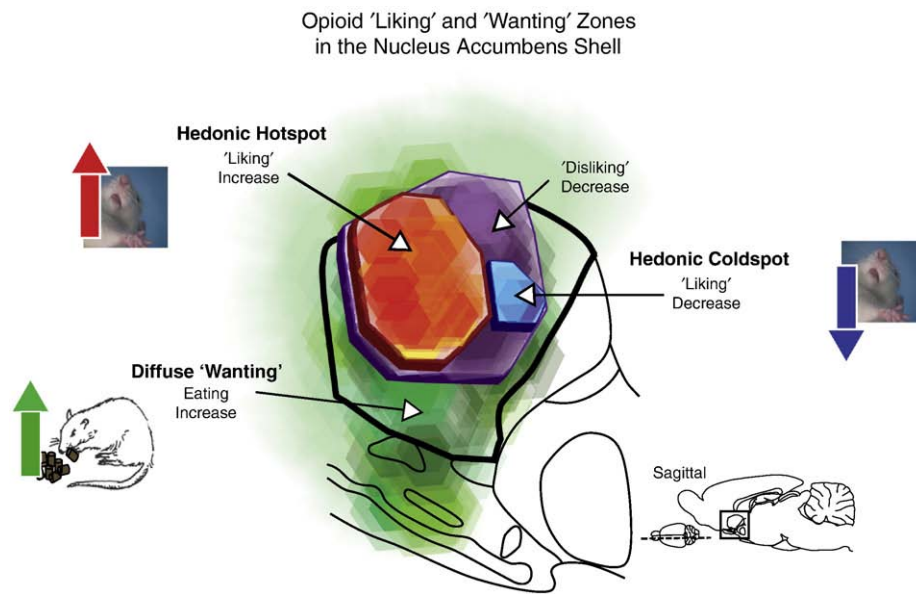 Opioid 'Liking' and 'Wanting' Zones
in the Nucleus Accumbens Shell
Hedonic Hotspot
'Liking'
Increase
'Disliking'
Decrease
Hedonic Coldspot
'Liking'
Decrease
Diffuse 'Wanting'
Eating
Increase
Sagittal